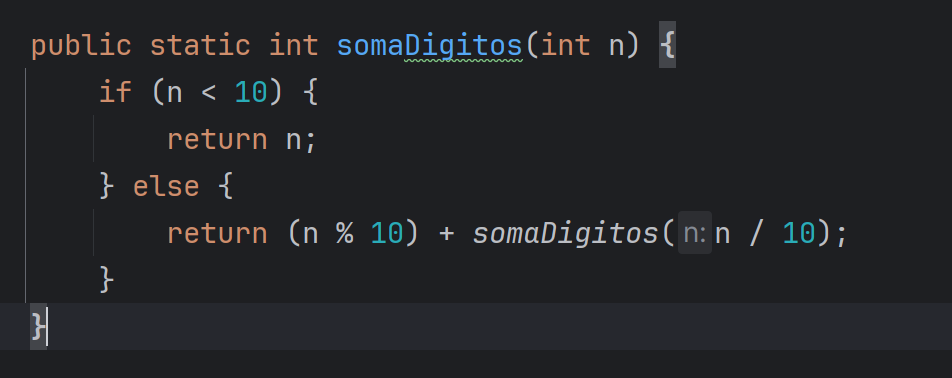 public static int somaDigitos(int n) {
    if (n < 10) {
        return n;
    } else {
        return (n % 10) + somaDigitos( n: n / 10);
    }
}